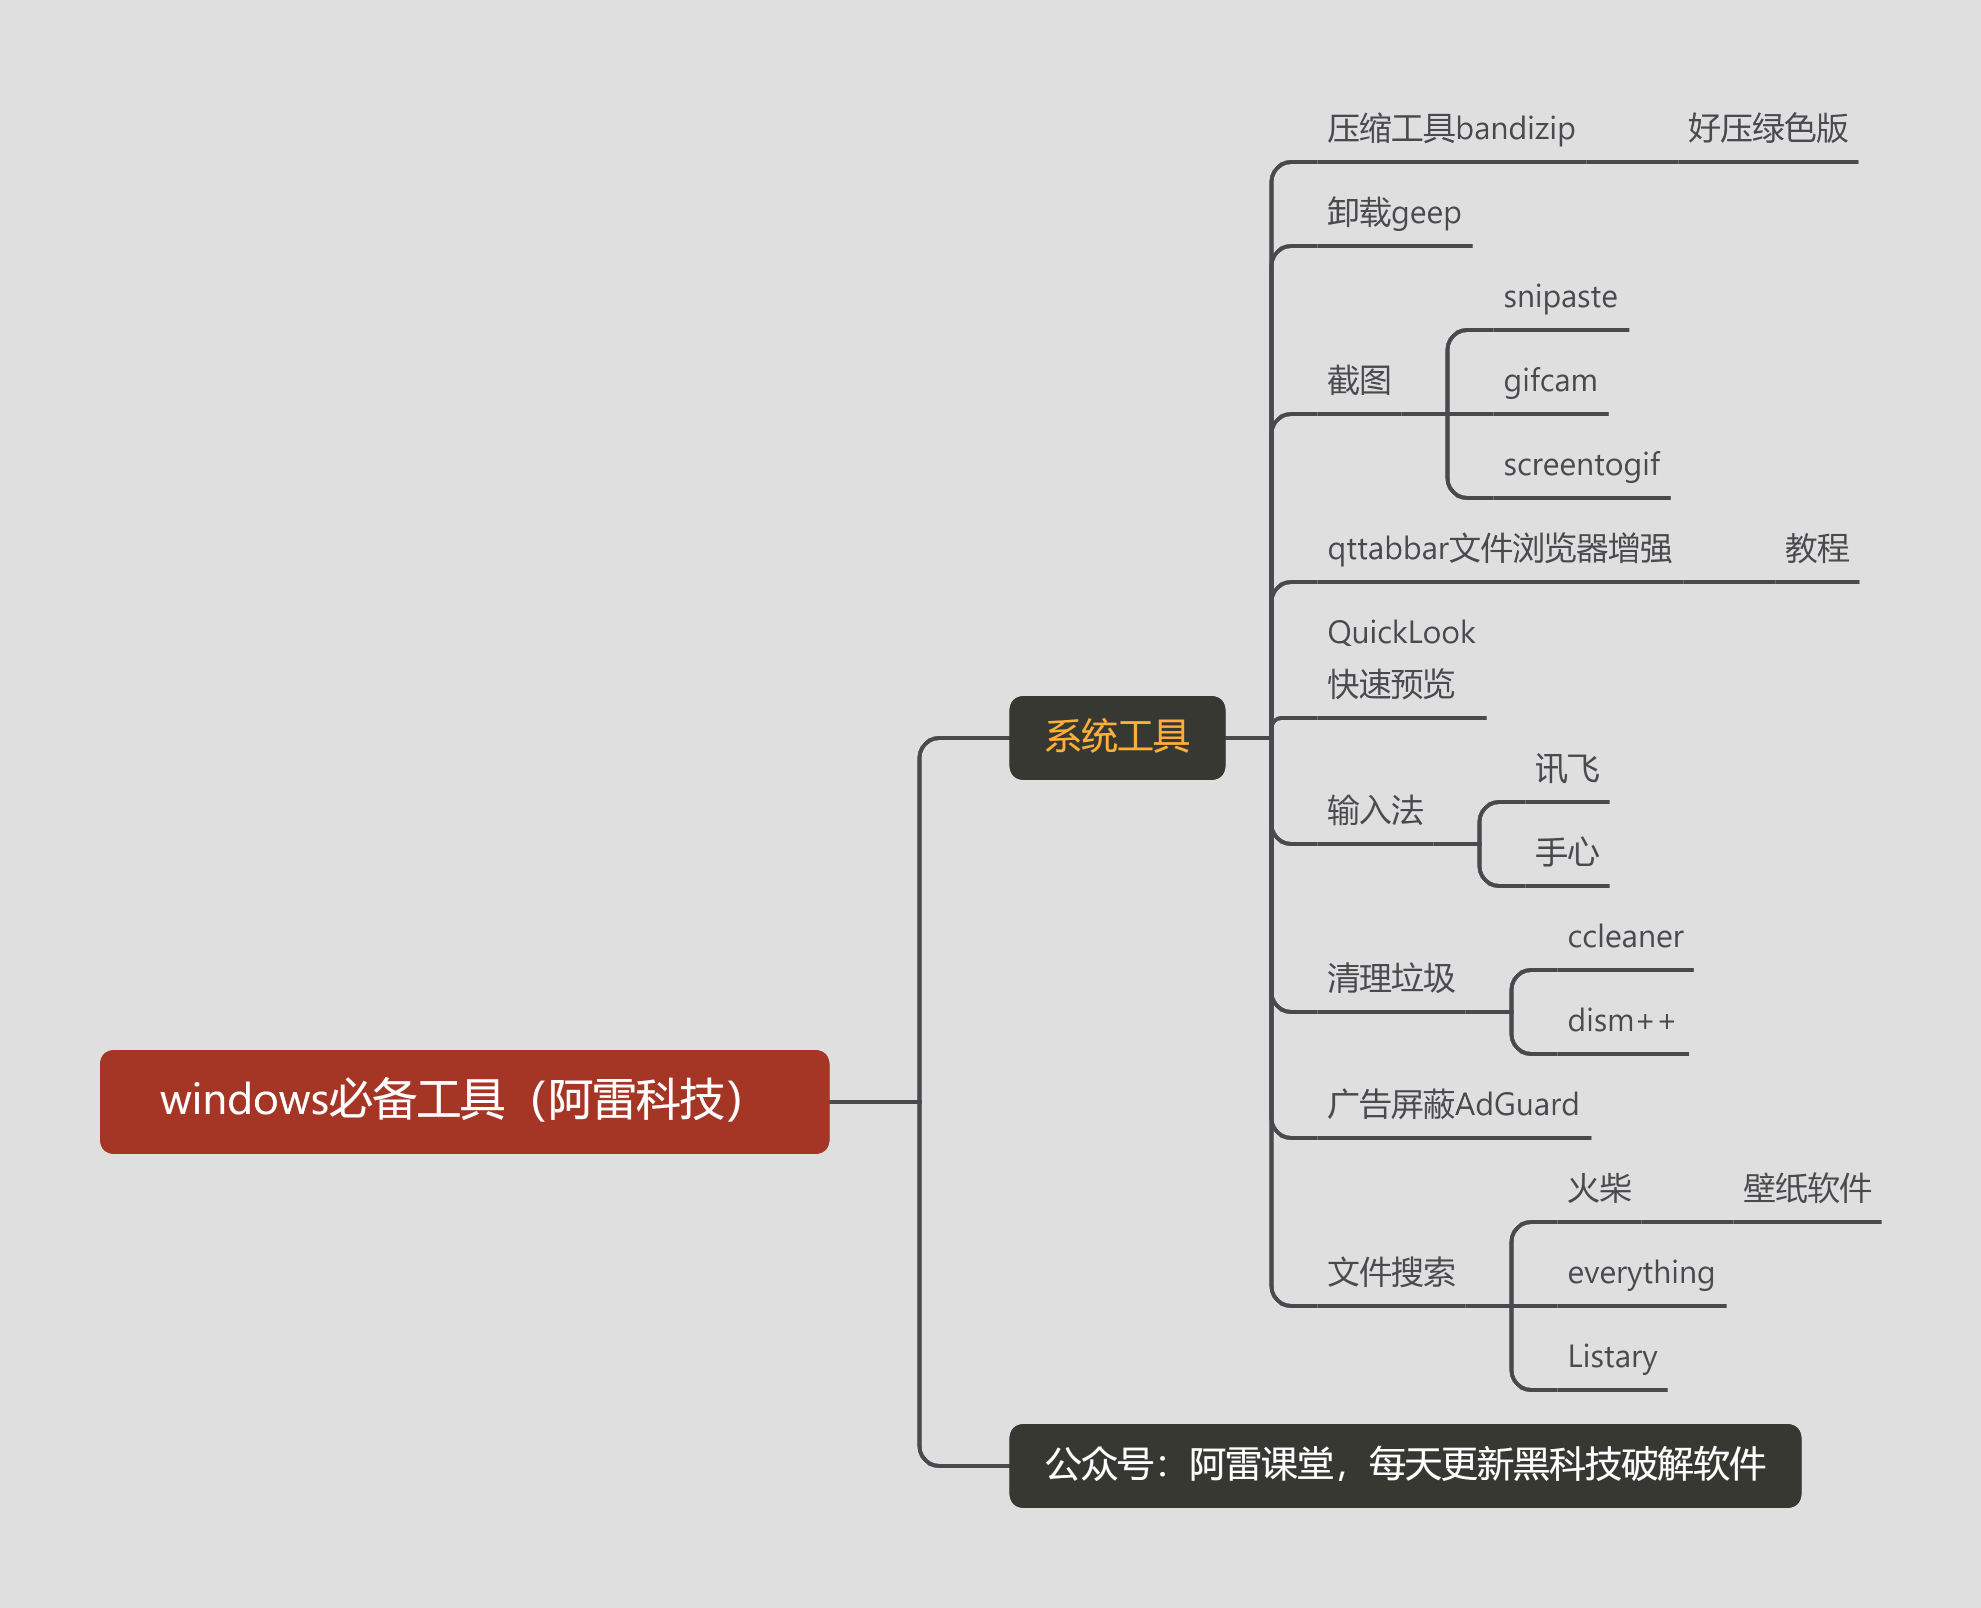 压缩工具bandizip
好压绿色版
卸载geep
snipaste
截图
gifcam
screentogif
qttabbar文件浏览器增强
教程
QuickLook
快速预览
系统工具
讯飞
输入法
手心
ccleaner
清理垃圾
dism++
windows必备工具（阿雷科技）
广告屏蔽AdGuard
火柴
壁纸软件
文件搜索
everything
Listary
公众号：阿雷课堂，每天更新黑科技破解软件